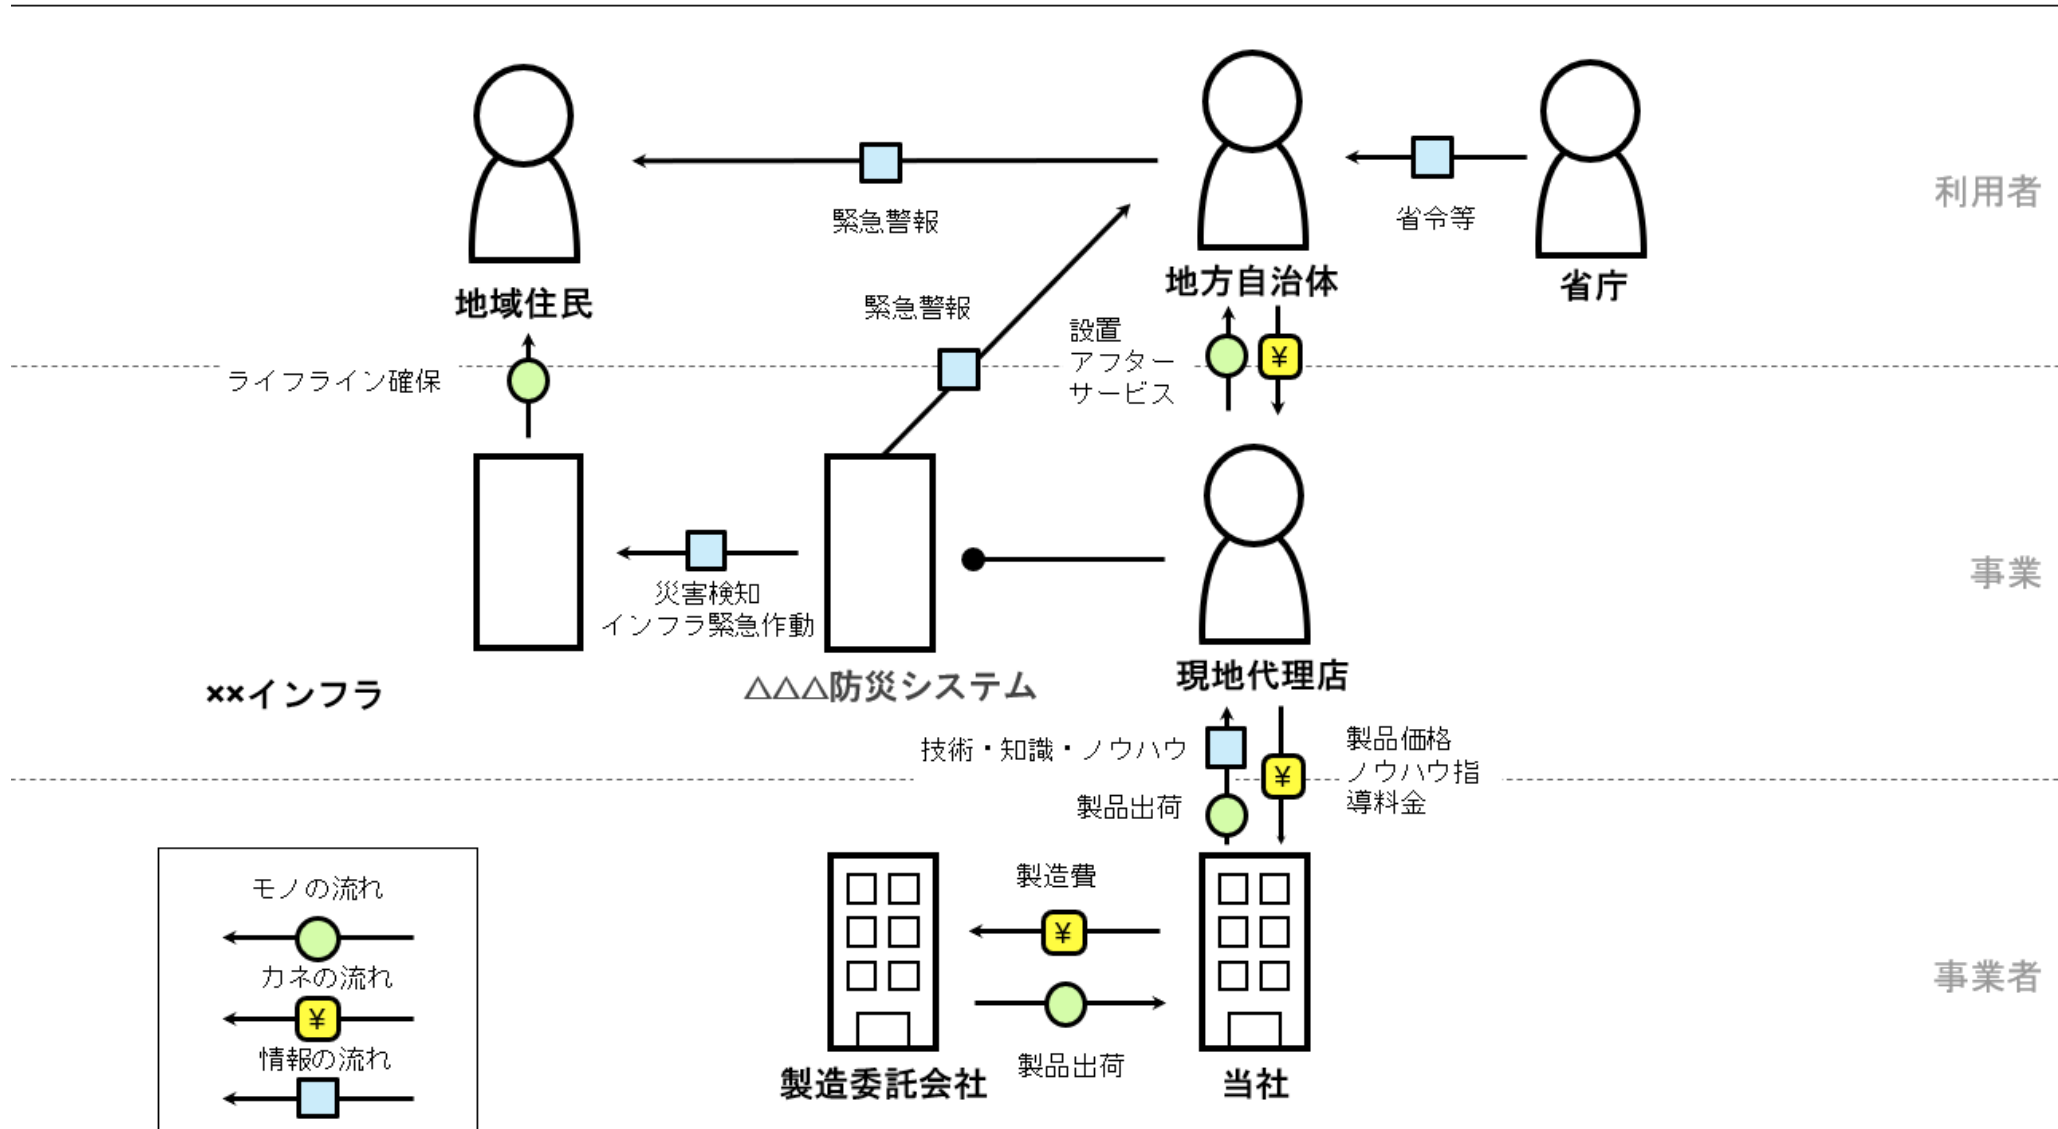 緊急警報
省令等
利用者
地域住民
地方自治体
省庁
緊急警報
設置
アフター
サービス
¥
ライフライン確保
災害検知
インフラ緊急作動
事業
××インフラ
△△△防災システム
現地代理店
技術・知識・ノウハウ
製品価格
ノウハウ指
導料金
¥
製品出荷
製造費
¥
製品出荷
製造委託会社
当社
事業者
モノの流れ
カネの流れ
¥
情報の流れ